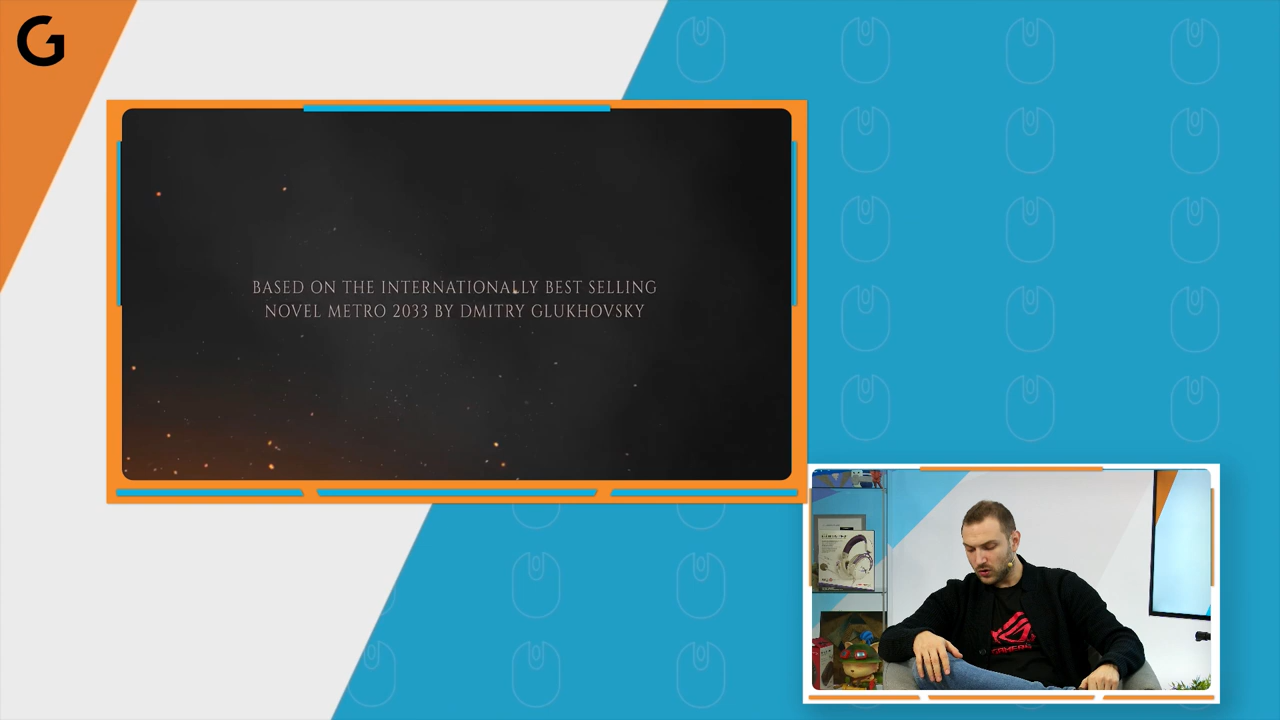 G
BASED ON THE INTERNATIONALLY BEST SELLING
NOVEL METRO 2033 BY DMITRY GLUKHOVSKY